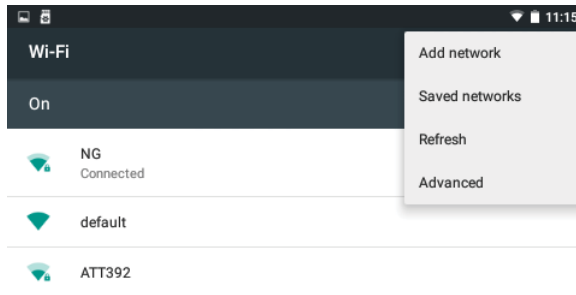 11:15
Wi-Fi
On
NG
Connected
default
ATT392
Add network
Saved networks
Refresh
Advanced